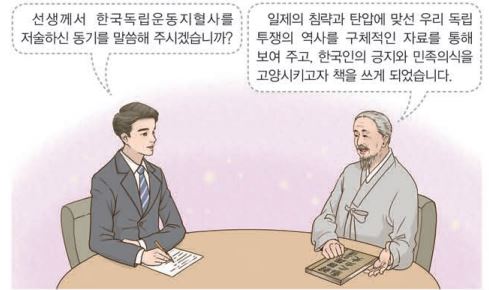 선생께서 한국독립운동지혈사를
저술하신 동기를 말씀해 주시겠습니까?
일제의 침략과 탄압에 맞선 우리 독립
투쟁의 역사를 구체적인 자료를 통해
보여 주고, 한국인의 긍지와 민족의식을
고양시키고자 책을 쓰게 되었습니다.